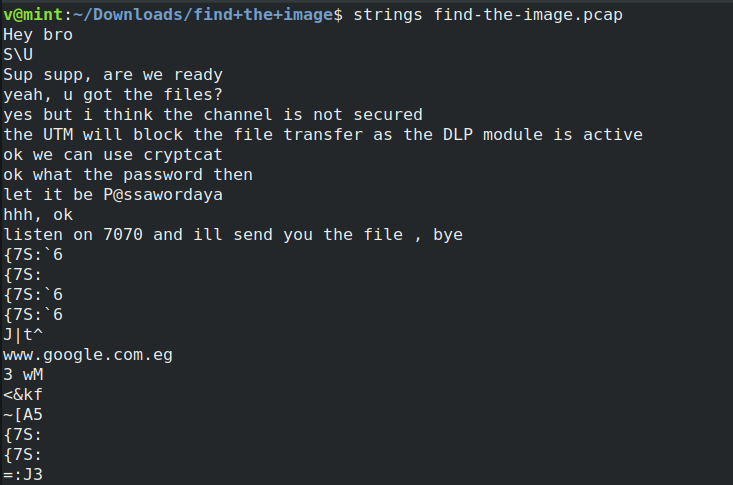 v@mint:~/Downloads/find+the+image$ strings find-the-image.pcap
Hey bro
S\U
Sup supp, are we ready
yeah, u got the files?
yes but i think the channel is not secured
the UTM will block the file transfer as the DLP module is active
ok we can use cryptcat
ok what the password then
let it be P@ssawordaya
hhh, ok
listen on 7070 and ill send you the file , bye
{7S:`6
{7S:
{7S:`6
{7S:`6
J|t^
www.google.com.eg
3 wM
<&kf
~[A5
{7S:
{7S:
=:J3